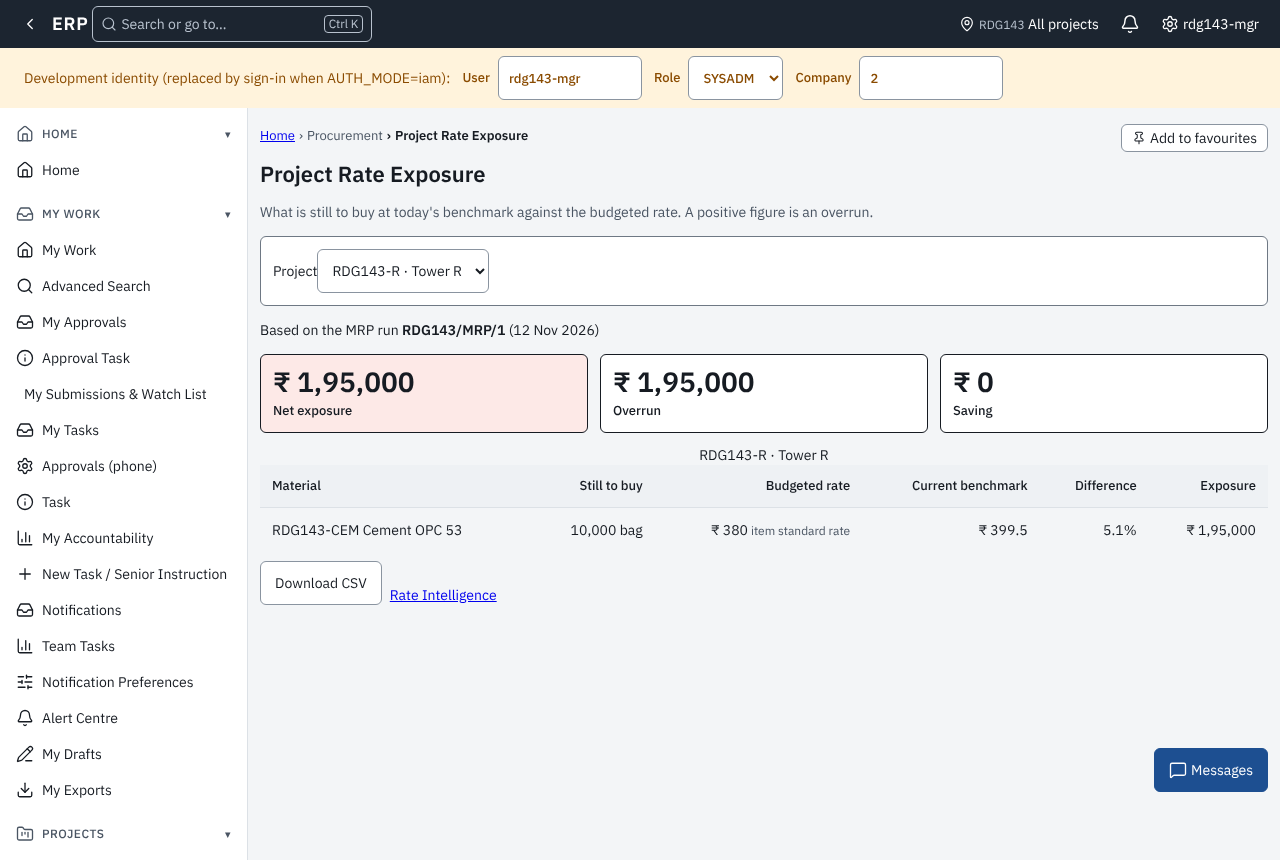 ERP
Search or go to... Ctrl K
RDG143 All projects
rdg143-mgr
Development identity (replaced by sign-in when AUTH_MODE=iam): User rdg143-mgr Role SYSADM Company 2
HOME
Home
MY WORK
My Work
Advanced Search
My Approvals
Approval Task
My Submissions & Watch List
My Tasks
Approvals (phone)
Task
My Accountability
New Task / Senior Instruction
Notifications
Team Tasks
Notification Preferences
Alert Centre
My Drafts
My Exports
PROJECTS
Home › Procurement › Project Rate Exposure
Add to favourites
Project Rate Exposure
What is still to buy at today's benchmark against the budgeted rate. A positive figure is an overrun.
Project RDG143-R · Tower R
Based on the MRP run RDG143/MRP/1 (12 Nov 2026)
₹ 1,95,000
Net exposure
₹ 1,95,000
Overrun
₹ 0
Saving
RDG143-R · Tower R
Material Still to buy Budgeted rate Current benchmark Difference Exposure
RDG143-CEM Cement OPC 53 10,000 bag ₹ 380 item standard rate ₹ 399.5 5.1% ₹ 1,95,000
Download CSV Rate Intelligence
Messages